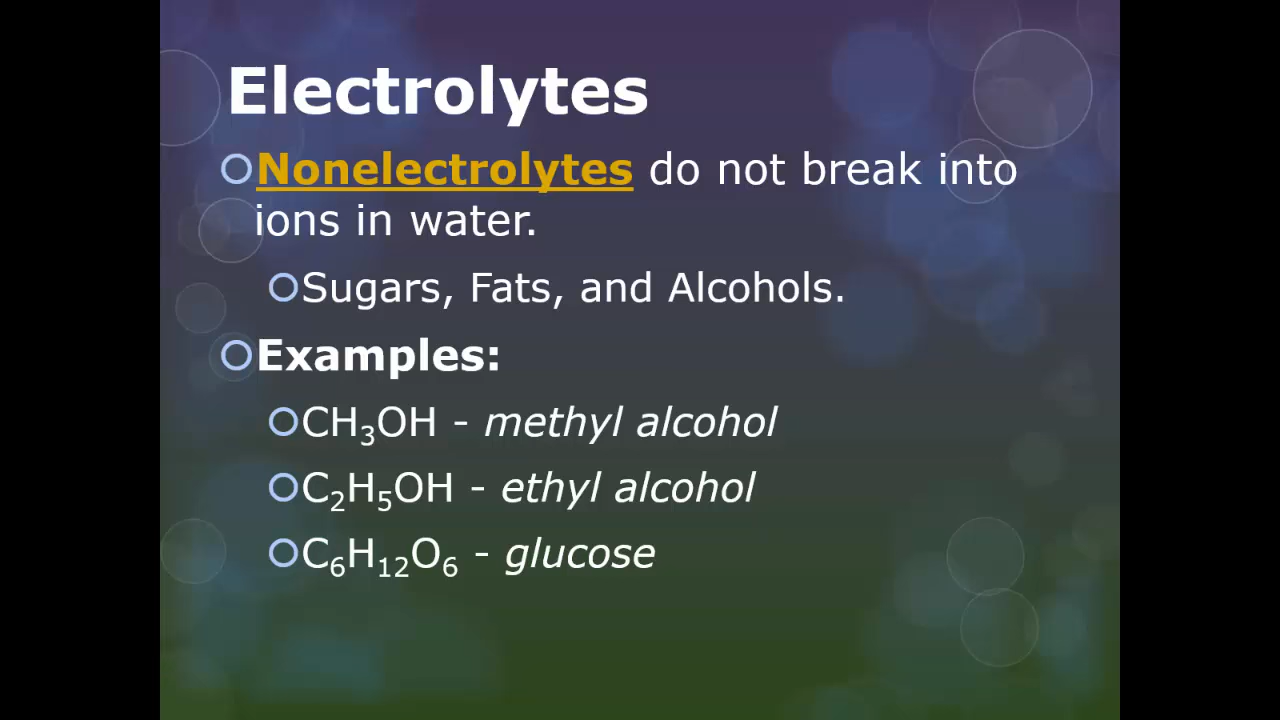 Electrolytes
Nonelectrolytes do not break into
ions in water.
Sugars, Fats, and Alcohols.
Examples:
CH₃OH - methyl alcohol
C₂H₅OH - ethyl alcohol
C₆H₁₂O₆ - glucose